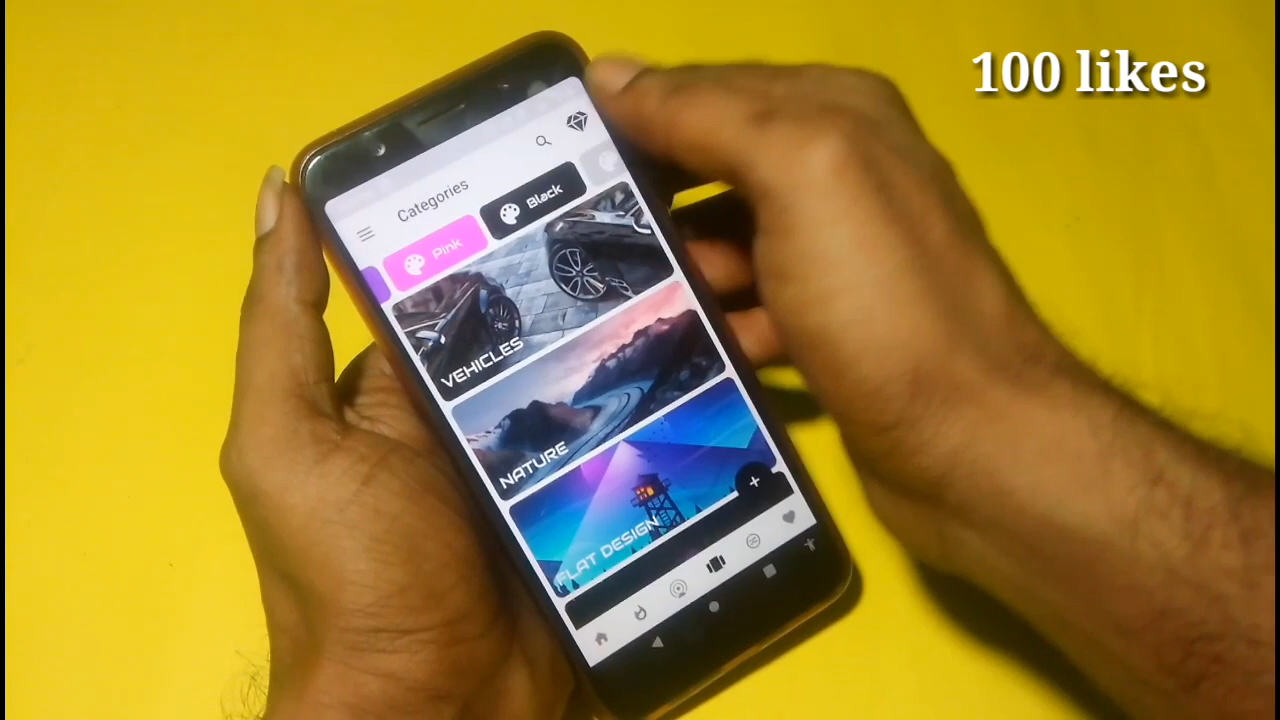 100 likes
Categories
Pink
Black
VEHICLES
NATURE
FLAT DESIGN